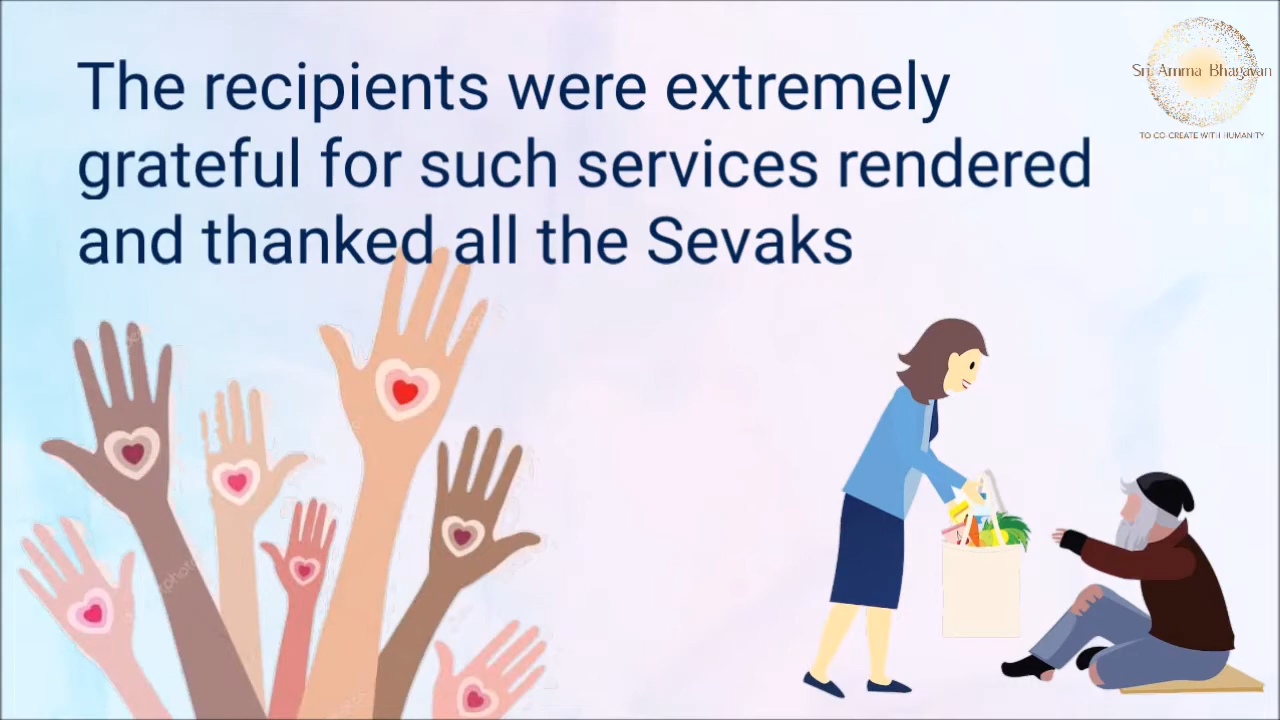 The recipients were extremely
grateful for such services rendered
and thanked all the Sevaks
Sri Amma Bhagavan
TO CO-CREATE WITH HUMANITY